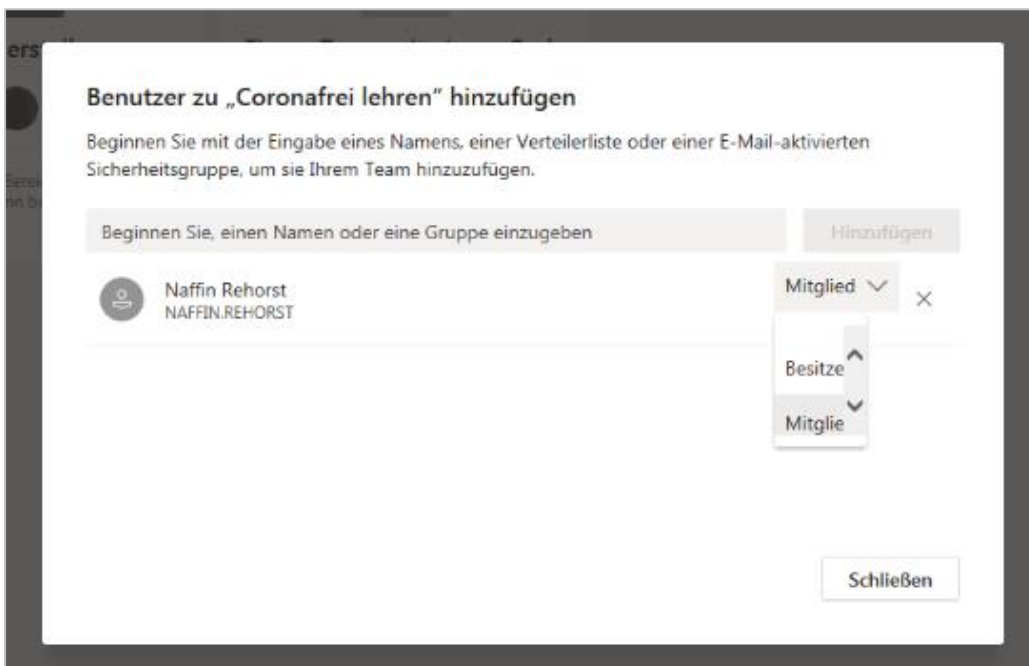 Benutzer zu „Coronafrei lehren” hinzufügen
Beginnen Sie mit der Eingabe eines Namens, einer Verteilerliste oder einer E-Mail-aktivierten
Sicherheitsgruppe, um sie Ihrem Team hinzuzufügen.
Beginnen Sie, einen Namen oder eine Gruppe einzugeben
Hinzufügen
Naffin Rehorst
NAFFIN.REHORST
Mitglied
Besitze
Mitglie
Schließen